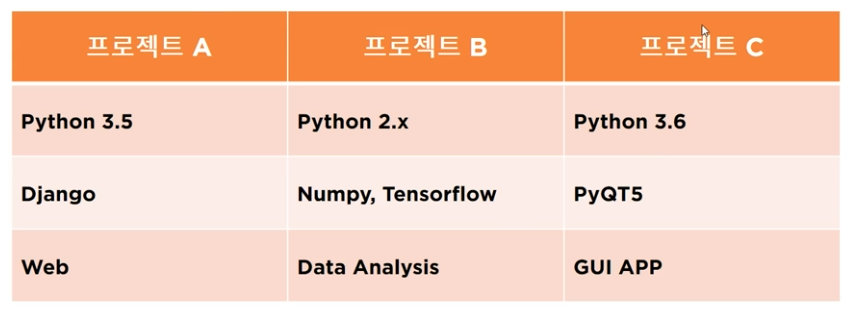 프로젝트 A 프로젝트 B 프로젝트 C
Python 3.5 Python 2.x Python 3.6
Django Numpy, Tensorflow PyQT5
Web Data Analysis GUI APP